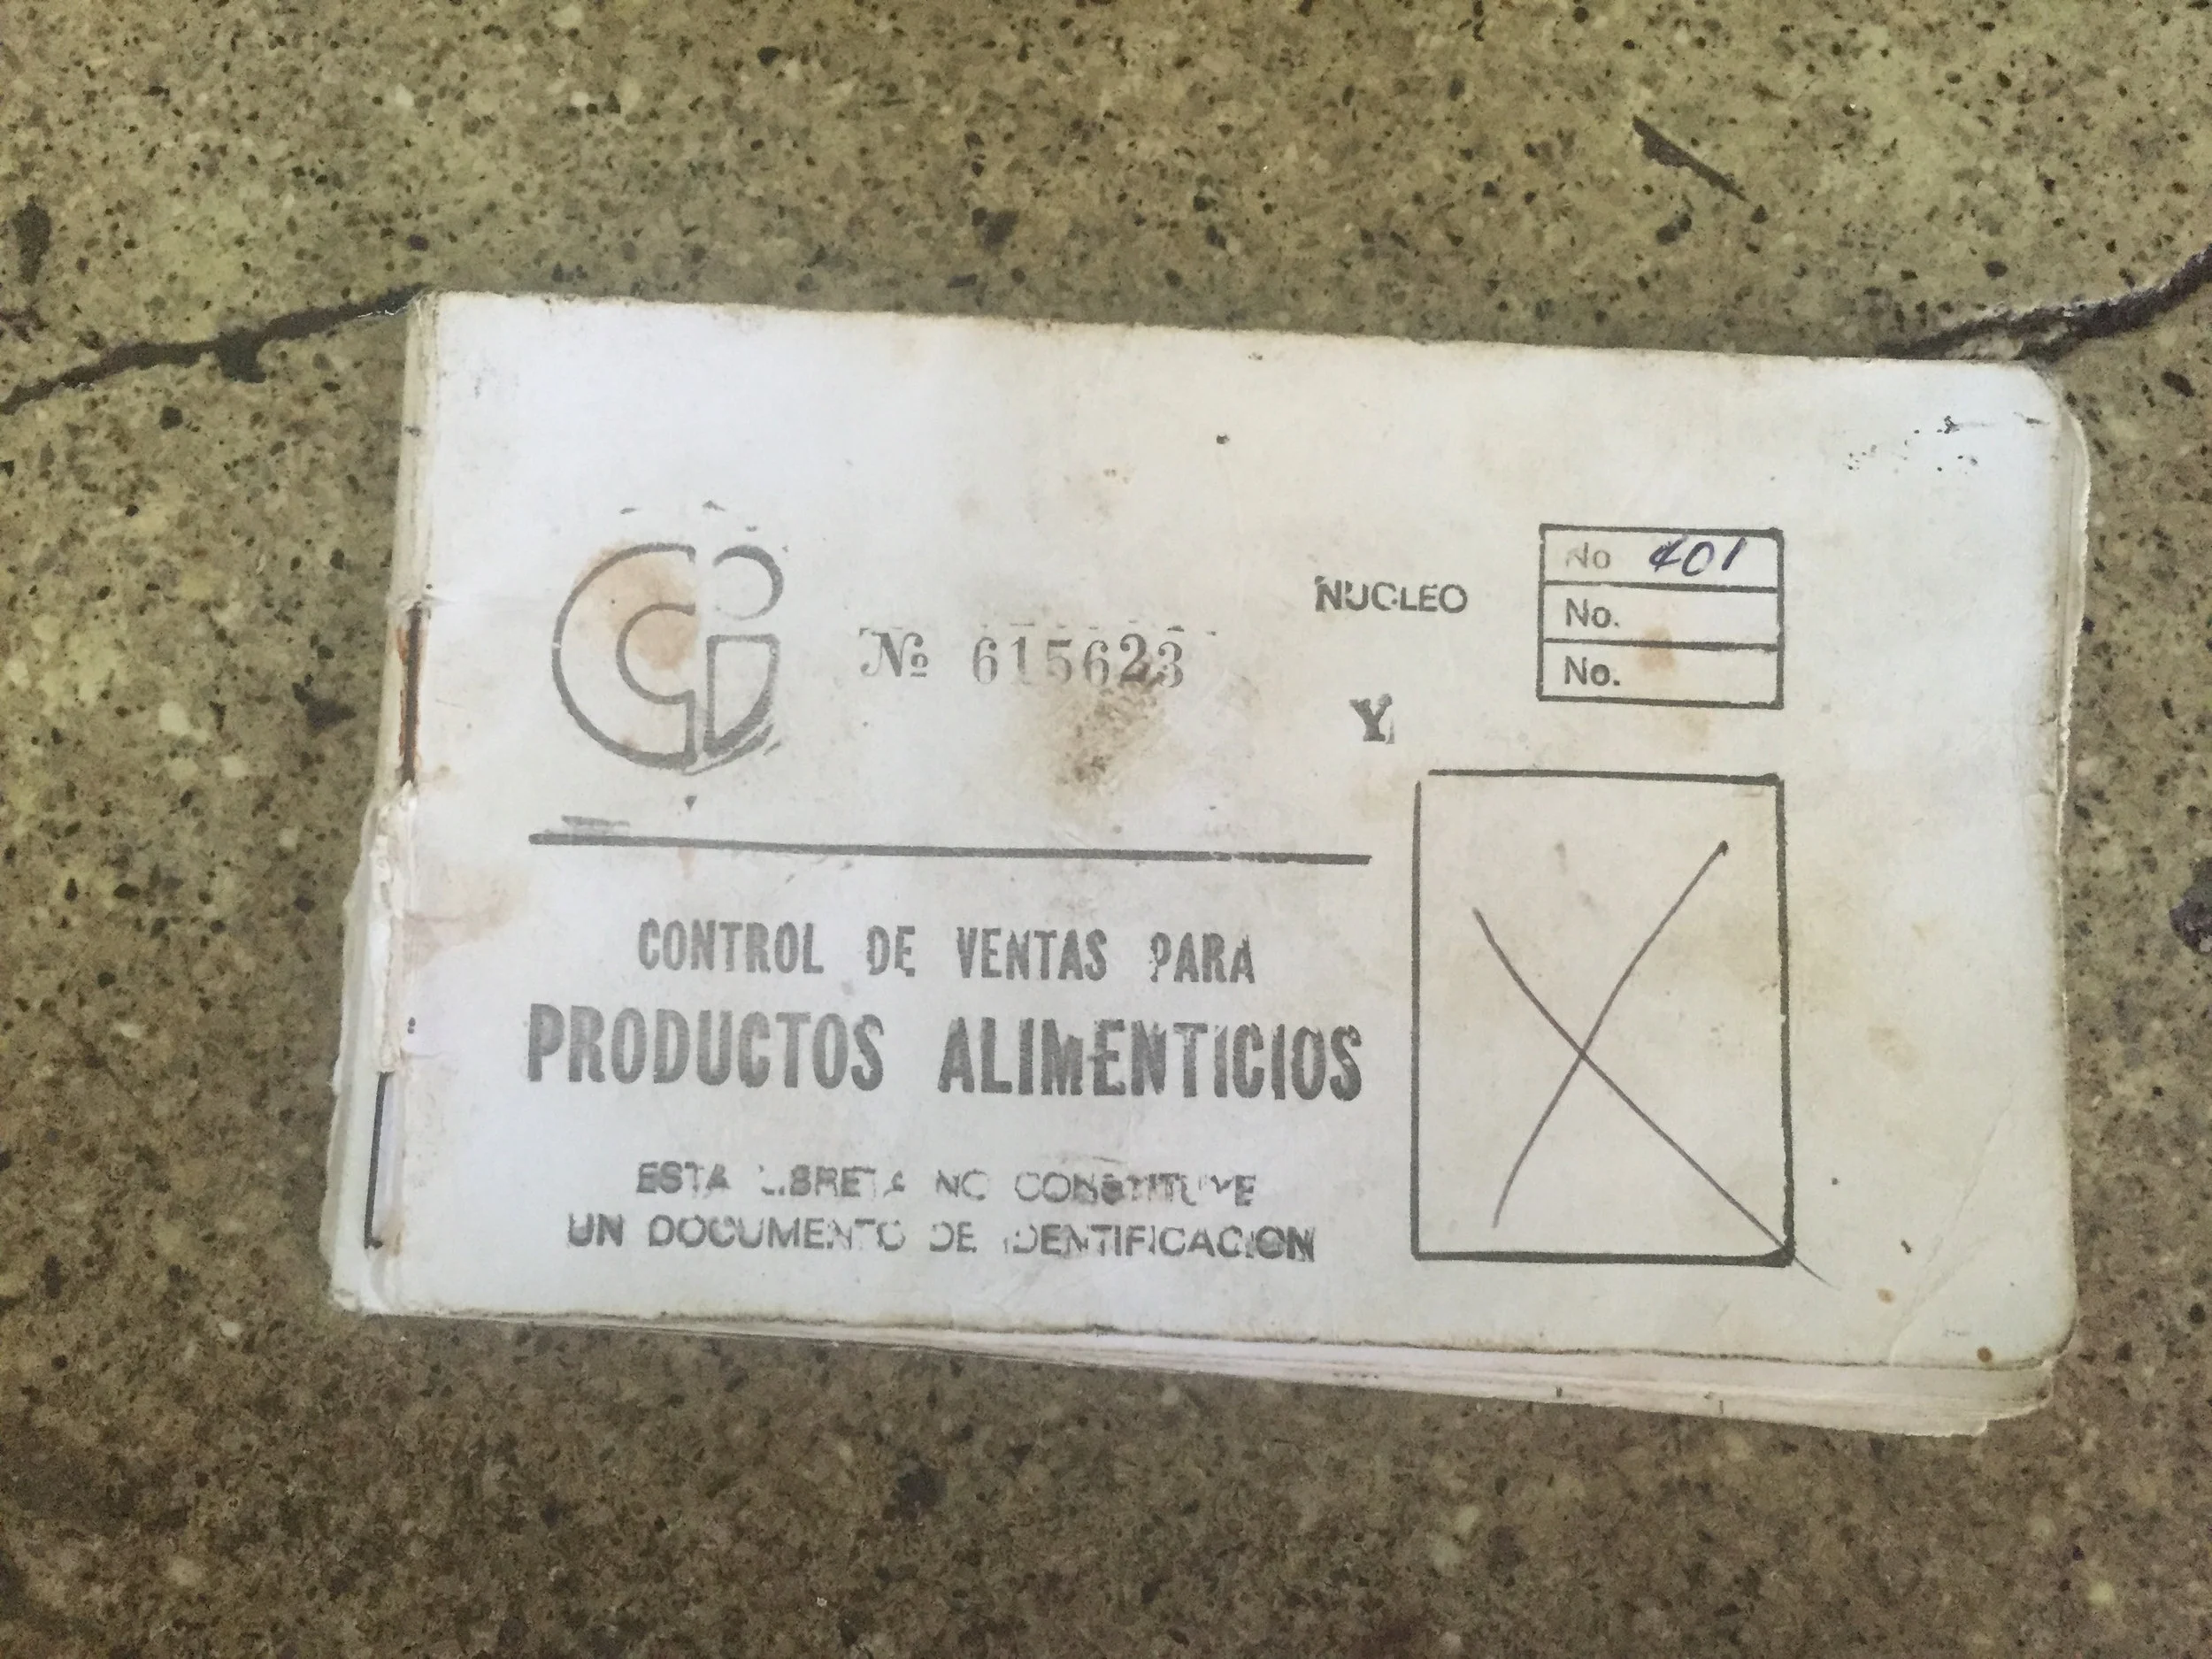 Nº 615623
NUCLEO
No 401
No.
No.
Y
CONTROL DE VENTAS PARA
PRODUCTOS ALIMENTICIOS
ESTA LIBRETA NO CONSTITUYE
UN DOCUMENTO DE IDENTIFICACION